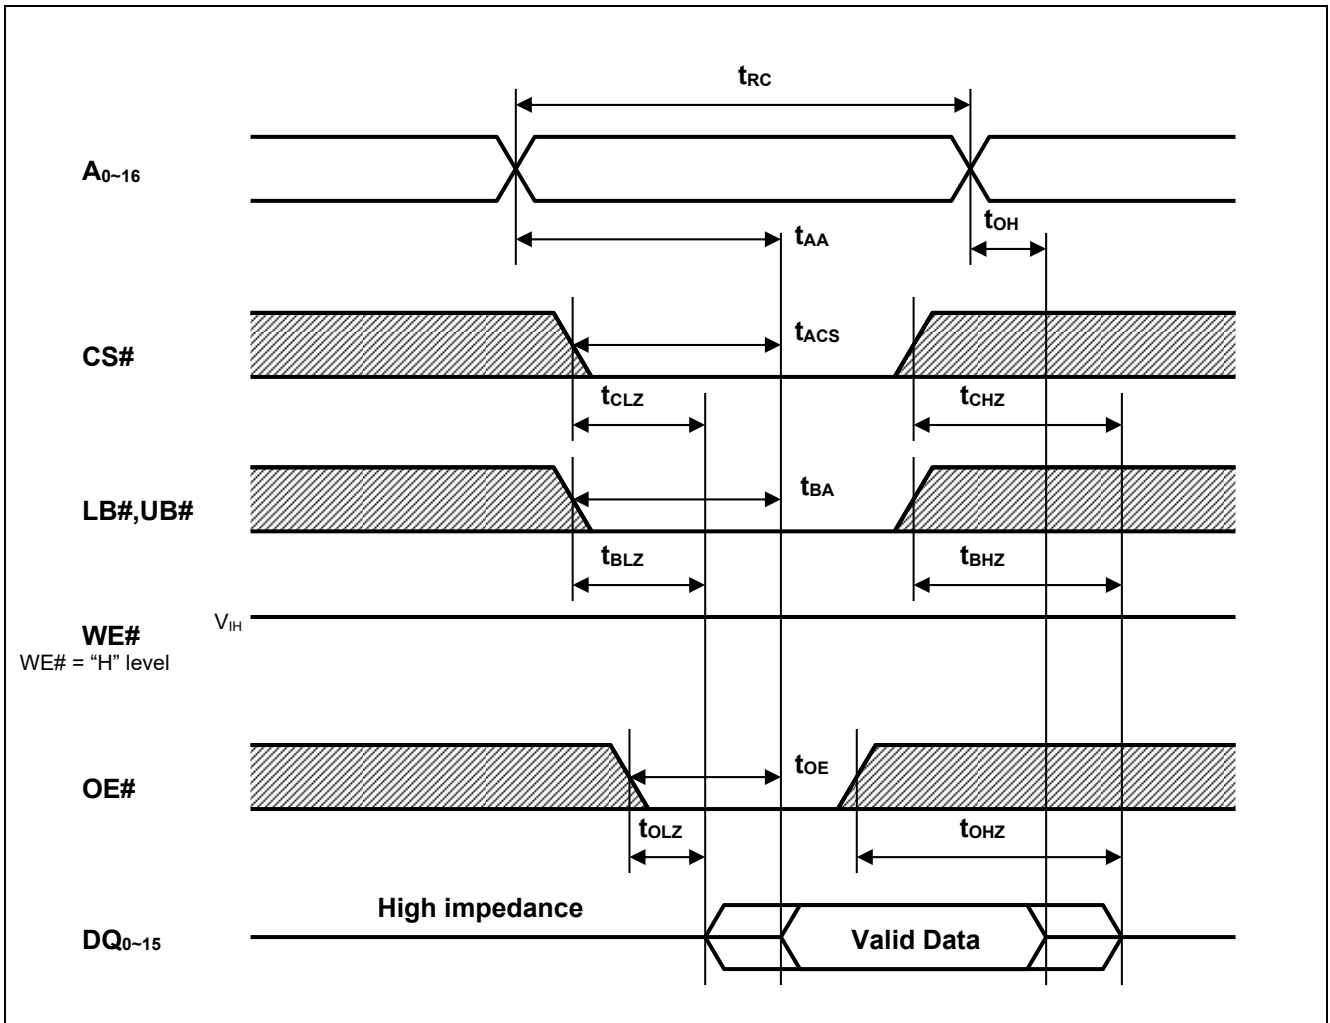 tRC
A0~16
tOH
tAA
tACS
CS#
tCLZ
tCHZ
tBA
LB#,UB#
tBLZ
tBHZ
VIH
WE#
WE# = “H” level
tOE
OE#
tOLZ
tOHZ
High impedance
DQ0~15
Valid Data